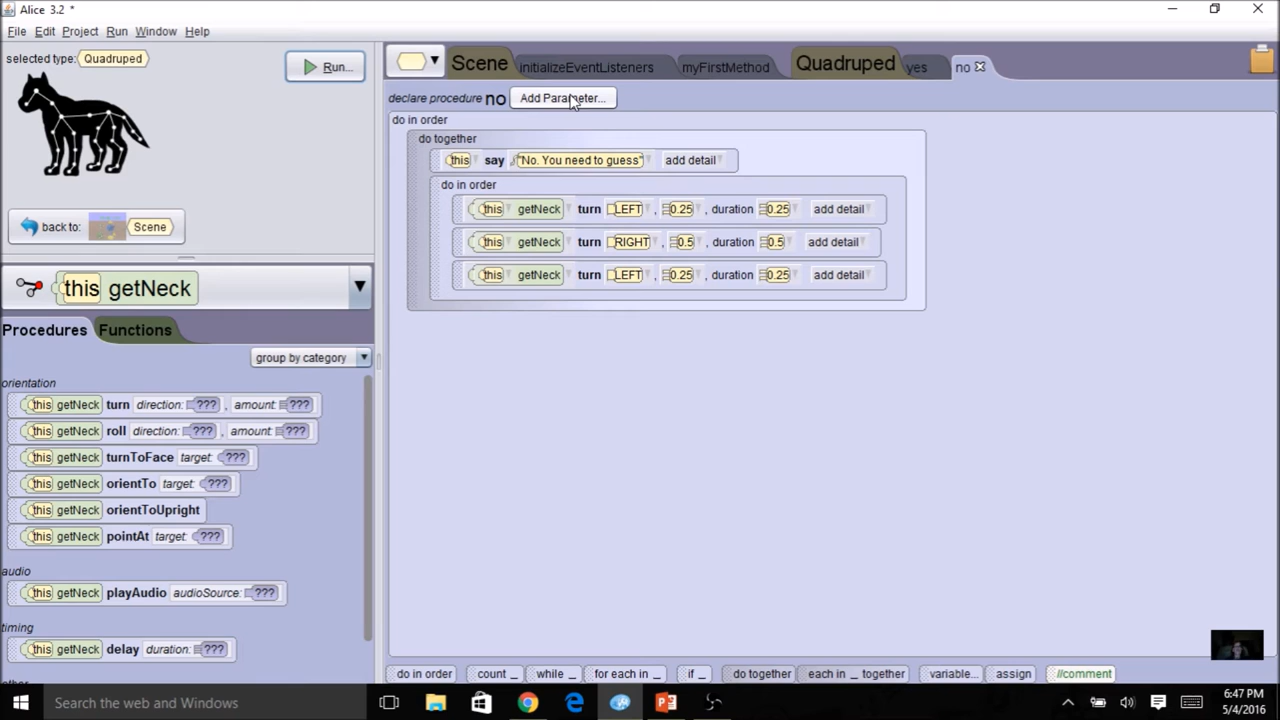 Alice 3.2 *
File Edit Project Run Window Help
selected type: Quadruped
Run...
back to: Scene
this getNeck
Procedures Functions
group by category
orientation
this getNeck turn direction: ??? , amount: ???
this getNeck roll direction: ??? , amount: ???
this getNeck turnToFace target: ???
this getNeck orientTo target: ???
this getNeck orientToUpright
this getNeck pointAt target: ???
audio
this getNeck playAudio audioSource: ???
timing
this getNeck delay duration: ???
Scene initializeEventListeners myFirstMethod Quadruped yes no
declare procedure no Add Parameter...
do in order
do together
this say "No. You need to guess" add detail
do in order
this getNeck turn LEFT , 0.25 , duration 0.25 add detail
this getNeck turn RIGHT , 0.5 , duration 0.5 add detail
this getNeck turn LEFT , 0.25 , duration 0.25 add detail
do in order count _ while _ for each in _ if _ do together each in _ together variable... assign //comment
Search the web and Windows
6:47 PM
5/4/2016